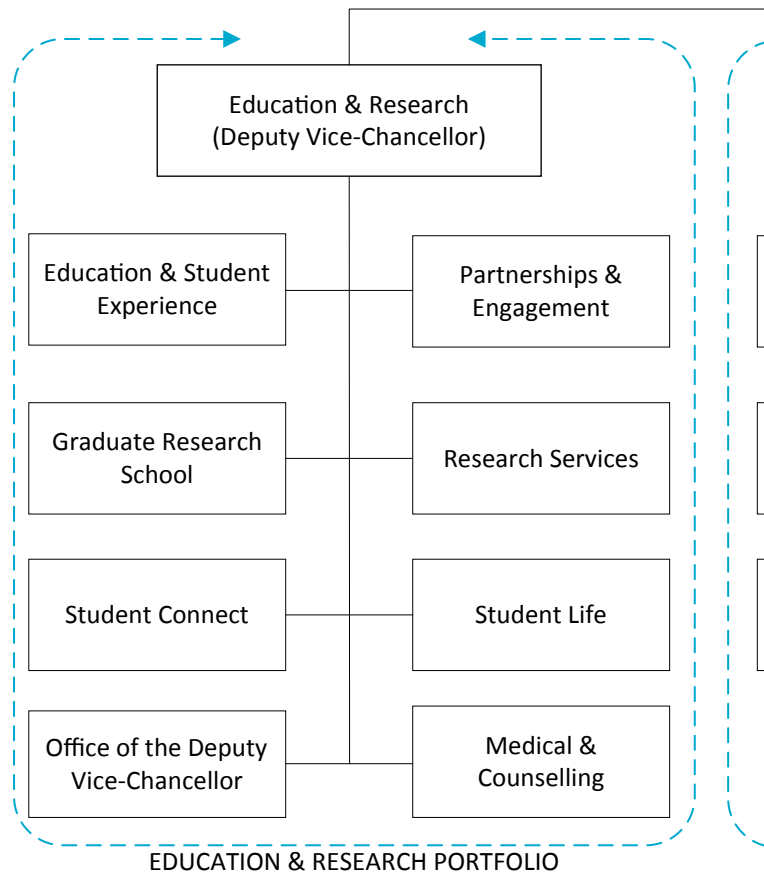 Education & Research
(Deputy Vice-Chancellor)
Education & Student
Experience
Partnerships &
Engagement
Graduate Research
School
Research Services
Student Connect
Student Life
Office of the Deputy
Vice-Chancellor
Medical &
Counselling
EDUCATION & RESEARCH PORTFOLIO